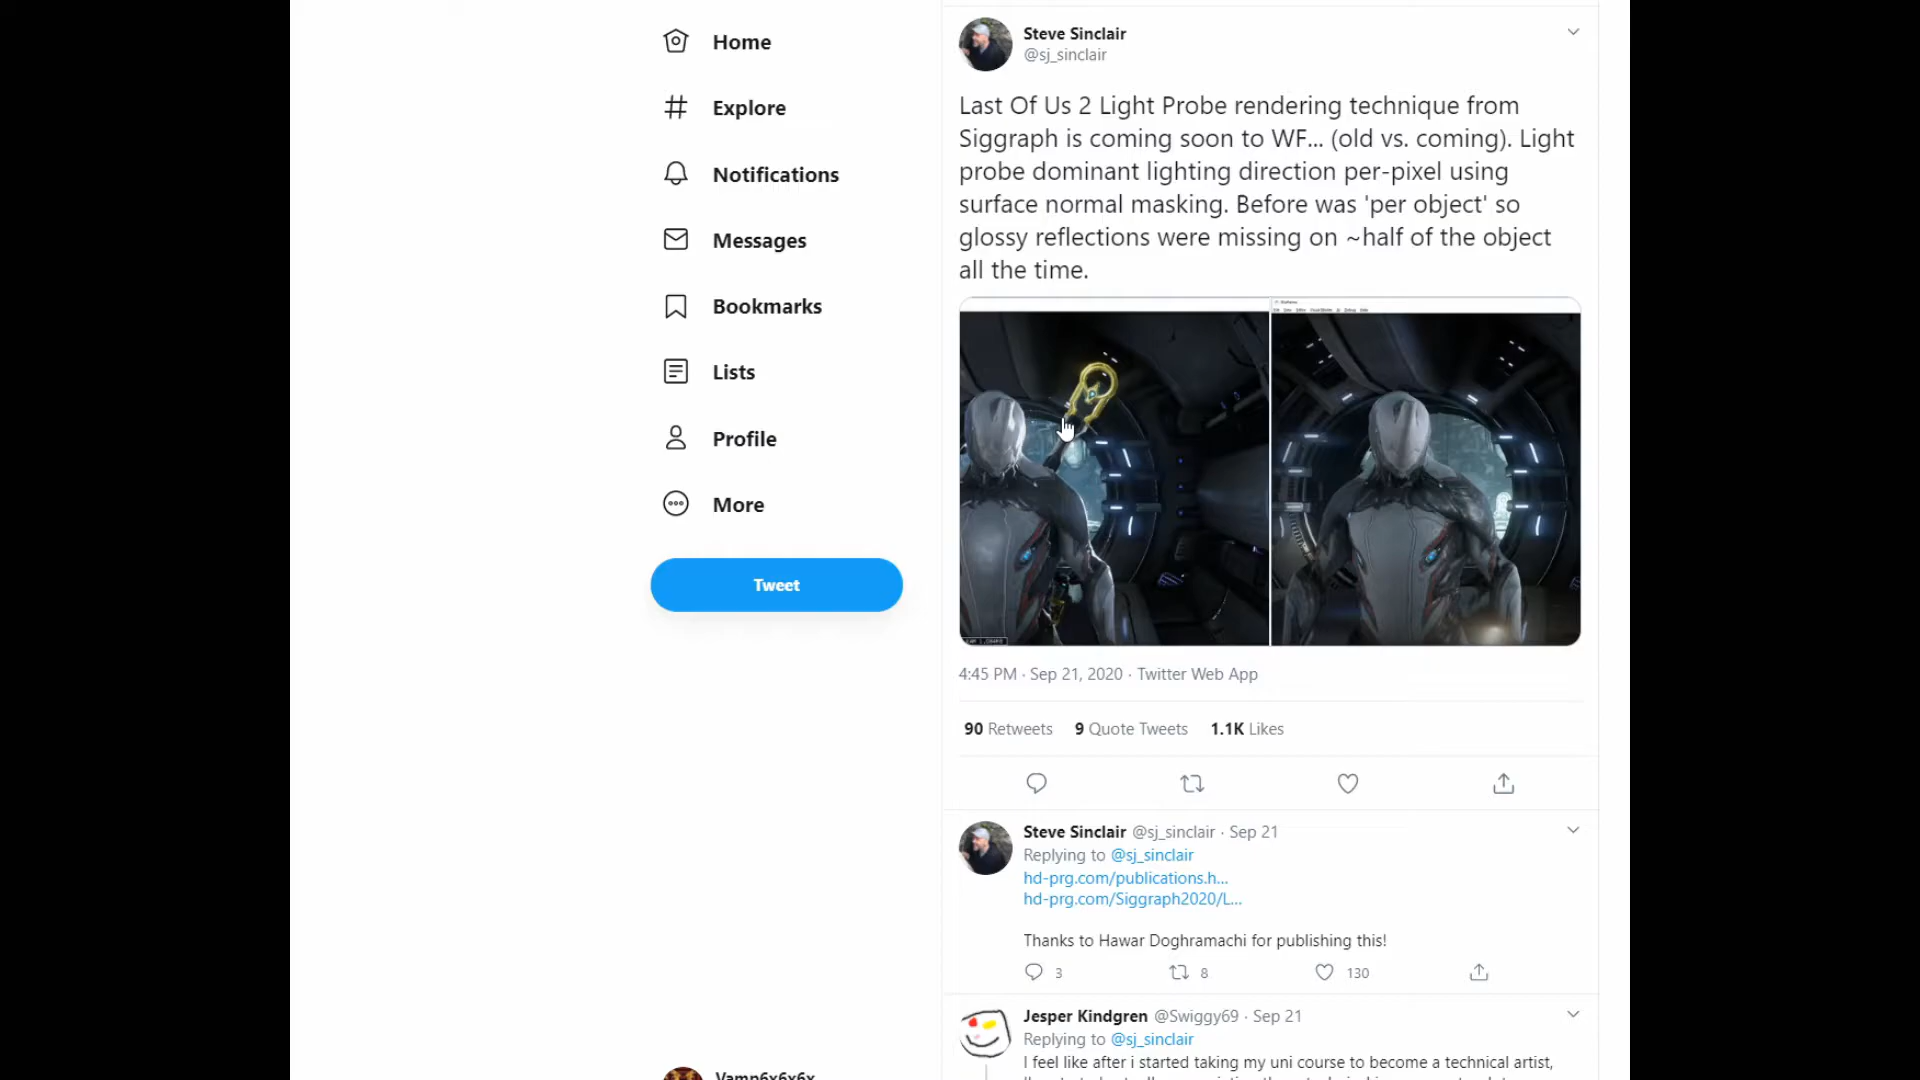 Home
Explore
Notifications
Messages
Bookmarks
Lists
Profile
More
Tweet
Vamp6x6x6x
Steve Sinclair
@sj_sinclair
Last Of Us 2 Light Probe rendering technique from
Siggraph is coming soon to WF... (old vs. coming). Light
probe dominant lighting direction per-pixel using
surface normal masking. Before was 'per object' so
glossy reflections were missing on ~half of the object
all the time.
4:45 PM · Sep 21, 2020 · Twitter Web App
90 Retweets 9 Quote Tweets 1.1K Likes
Steve Sinclair @sj_sinclair · Sep 21
Replying to @sj_sinclair
hd-prg.com/publications.h...
hd-prg.com/Siggraph2020/L...
Thanks to Hawar Doghramachi for publishing this!
3 8 130
Jesper Kindgren @Swiggy69 · Sep 21
Replying to @sj_sinclair
I feel like after i started taking my uni course to become a technical artist,